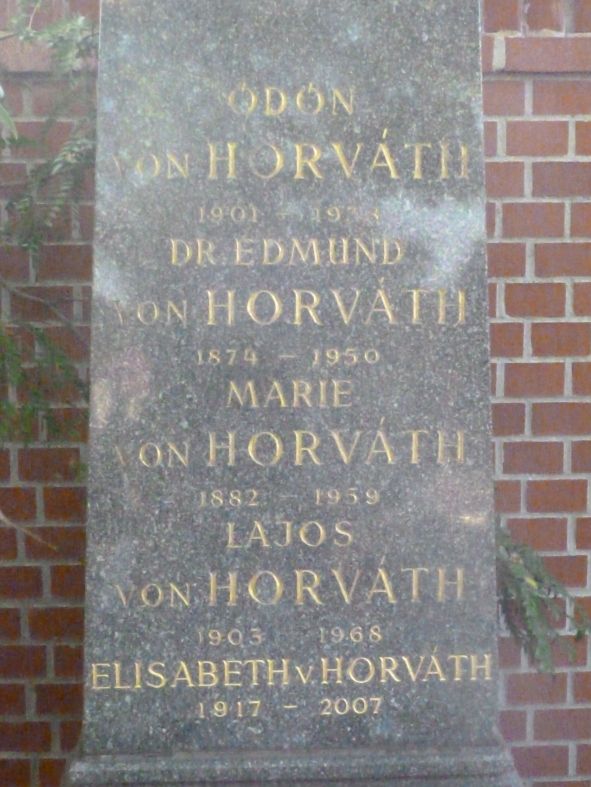 ÖDÖN
VON HORVÁTH
1901 – 1938
DR. EDMUND
VON HORVÁTH
1874 – 1950
MARIE
VON HORVÁTH
1882 – 1959
LAJOS
VON HORVÁTH
1903 – 1968
ELISABETH v. HORVÁTH
1917 – 2007